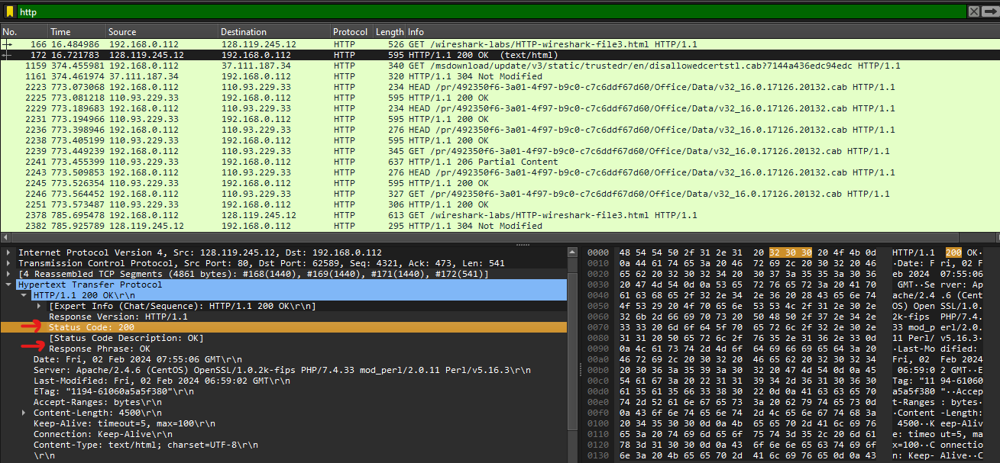 http
No. Time Source Destination Protocol Length Info
166 16.484986 192.168.0.112 128.119.245.12 HTTP 526 GET /wireshark-labs/HTTP-wireshark-file3.html HTTP/1.1
172 16.721783 128.119.245.12 192.168.0.112 HTTP 595 HTTP/1.1 200 OK (text/html)
1159 374.455981 192.168.0.112 37.111.187.34 HTTP 340 GET /msdownload/update/v3/static/trustedr/en/disallowedcertstl.cab?7144a436edc94edc HTTP/1.1
1161 374.461974 37.111.187.34 192.168.0.112 HTTP 320 HTTP/1.1 304 Not Modified
2223 773.073068 192.168.0.112 110.93.229.33 HTTP 234 HEAD /pr/492350f6-3a01-4f97-b9c0-c7c6ddf67d60/Office/Data/v32_16.0.17126.20132.cab HTTP/1.1
2225 773.081218 110.93.229.33 192.168.0.112 HTTP 595 HTTP/1.1 200 OK
2229 773.189683 192.168.0.112 110.93.229.33 HTTP 234 HEAD /pr/492350f6-3a01-4f97-b9c0-c7c6ddf67d60/Office/Data/v32_16.0.17126.20132.cab HTTP/1.1
2231 773.194966 110.93.229.33 192.168.0.112 HTTP 595 HTTP/1.1 200 OK
2236 773.398946 192.168.0.112 110.93.229.33 HTTP 276 HEAD /pr/492350f6-3a01-4f97-b9c0-c7c6ddf67d60/Office/Data/v32_16.0.17126.20132.cab HTTP/1.1
2238 773.405199 110.93.229.33 192.168.0.112 HTTP 595 HTTP/1.1 200 OK
2239 773.449239 192.168.0.112 110.93.229.33 HTTP 345 GET /pr/492350f6-3a01-4f97-b9c0-c7c6ddf67d60/Office/Data/v32_16.0.17126.20132.cab HTTP/1.1
2241 773.455399 110.93.229.33 192.168.0.112 HTTP 637 HTTP/1.1 206 Partial Content
2243 773.509853 192.168.0.112 110.93.229.33 HTTP 276 HEAD /pr/492350f6-3a01-4f97-b9c0-c7c6ddf67d60/Office/Data/v32_16.0.17126.20132.cab HTTP/1.1
2245 773.526354 110.93.229.33 192.168.0.112 HTTP 595 HTTP/1.1 200 OK
2246 773.564452 192.168.0.112 110.93.229.33 HTTP 327 GET /pr/492350f6-3a01-4f97-b9c0-c7c6ddf67d60/Office/Data/v32_16.0.17126.20132.cab HTTP/1.1
2251 773.573487 110.93.229.33 192.168.0.112 HTTP 306 HTTP/1.1 200 OK
2378 785.695478 192.168.0.112 128.119.245.12 HTTP 613 GET /wireshark-labs/HTTP-wireshark-file3.html HTTP/1.1
2382 785.925789 128.119.245.12 192.168.0.112 HTTP 295 HTTP/1.1 304 Not Modified
Internet Protocol Version 4, Src: 128.119.245.12, Dst: 192.168.0.112
Transmission Control Protocol, Src Port: 80, Dst Port: 62589, Seq: 4321, Ack: 473, Len: 541
[4 Reassembled TCP Segments (4861 bytes): #168(1440), #169(1440), #171(1440), #172(541)]
Hypertext Transfer Protocol
HTTP/1.1 200 OK\r\n
[Expert Info (Chat/Sequence): HTTP/1.1 200 OK\r\n]
Response Version: HTTP/1.1
Status Code: 200
[Status Code Description: OK]
Response Phrase: OK
Date: Fri, 02 Feb 2024 07:55:06 GMT\r\n
Server: Apache/2.4.6 (CentOS) OpenSSL/1.0.2k-fips PHP/7.4.33 mod_perl/2.0.11 Perl/v5.16.3\r\n
Last-Modified: Fri, 02 Feb 2024 06:59:02 GMT\r\n
ETag: "1194-61060a5a5f380"\r\n
Accept-Ranges: bytes\r\n
Content-Length: 4500\r\n
Keep-Alive: timeout=5, max=100\r\n
Connection: Keep-Alive\r\n
Content-Type: text/html; charset=UTF-8\r\n
\r\n
0000 48 54 54 50 2f 31 2e 31 20 32 30 30 20 4f 4b 0d HTTP/1.1 200 OK·
0010 0a 44 61 74 65 3a 20 46 72 69 2c 20 30 32 20 46 ·Date: Fri, 02 F
0020 65 62 20 32 30 32 34 20 30 37 3a 35 35 3a 30 36 eb 2024 07:55:06
0030 20 47 4d 54 0d 0a 53 65 72 76 65 72 3a 20 41 70 GMT··Server: Ap
0040 61 63 68 65 2f 32 2e 34 2e 36 20 28 43 65 6e 74 ache/2.4.6 (Cent
0050 4f 53 29 20 4f 70 65 6e 53 53 4c 2f 31 2e 30 2e OS) OpenSSL/1.0.
0060 32 6b 2d 66 69 70 73 20 50 48 50 2f 37 2e 34 2e 2k-fips PHP/7.4.
0070 33 33 20 6d 6f 64 5f 70 65 72 6c 2f 32 2e 30 2e 33 mod_perl/2.0.
0080 31 31 20 50 65 72 6c 2f 76 35 2e 31 36 2e 33 0d 11 Perl/v5.16.3·
0090 0a 4c 61 73 74 2d 4d 6f 64 69 66 69 65 64 3a 20 ·Last-Modified:
00a0 46 72 69 2c 20 30 32 20 46 65 62 20 32 30 32 34 Fri, 02 Feb 2024
00b0 20 30 36 3a 35 39 3a 30 32 20 47 4d 54 0d 0a 45 06:59:02 GMT··E
00c0 54 61 67 3a 20 22 31 31 39 34 2d 36 31 30 36 30 Tag: "1194-61060
00d0 61 35 61 35 66 33 38 30 22 0d 0a 41 63 63 65 70 a5a5f380"··Accep
00e0 74 2d 52 61 6e 67 65 73 3a 20 62 79 74 65 73 0d t-Ranges: bytes·
00f0 0a 43 6f 6e 74 65 6e 74 2d 4c 65 6e 67 74 68 3a ·Content-Length:
0100 20 34 35 30 30 0d 0a 4b 65 65 70 2d 41 6c 69 76 4500··Keep-Aliv
0110 65 3a 20 74 69 6d 65 6f 75 74 3d 35 2c 20 6d 61 e: timeout=5, ma
0120 78 3d 31 30 30 0d 0a 43 6f 6e 6e 65 63 74 69 6f x=100··Connectio
0130 6e 3a 20 4b 65 65 70 2d 41 6c 69 76 65 0d 0a 43 n: Keep-Alive··C